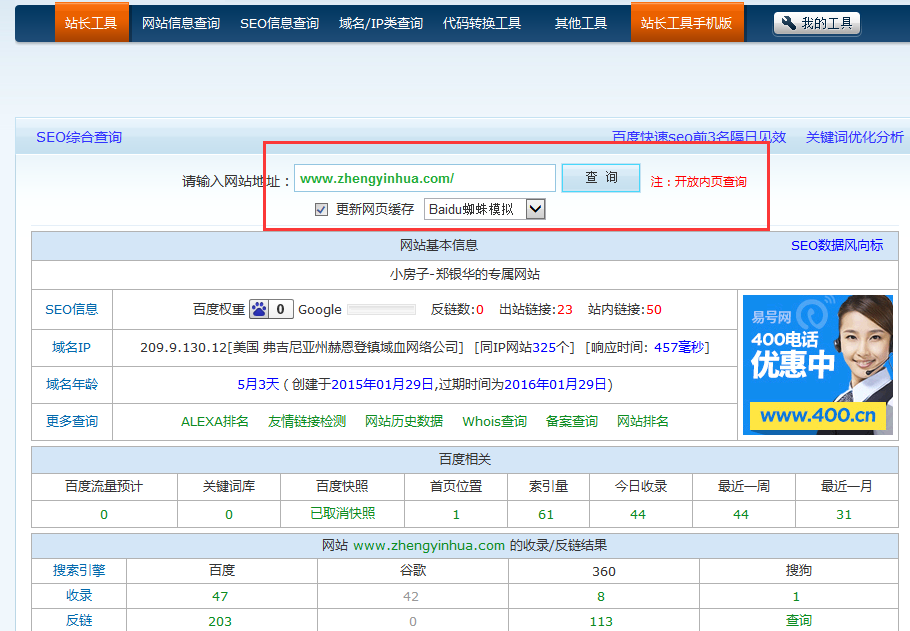 站长工具 网站信息查询 SEO信息查询 域名/IP类查询 代码转换工具 其他工具 站长工具手机版 我的工具
SEO综合查询 百度快速seo前3名隔日见效 关键词优化分析
请输入网站地址: www.zhengyinhua.com/ 查 询 注：开放内页查询
更新网页缓存 Baidu蜘蛛模拟
网站基本信息 SEO数据风向标
小房子-郑银华的专属网站
SEO信息 百度权重 0 Google 反链数:0 出站链接:23 站内链接:50
域名IP 209.9.130.12[美国 弗吉尼亚州赫恩登镇域血网络公司] [同IP网站325个] [响应时间：457毫秒]
域名年龄 5月3天 ( 创建于2015年01月29日,过期时间为2016年01月29日)
更多查询 ALEXA排名 友情链接检测 网站历史数据 Whois查询 备案查询 网站排名
易号网
400电话
优惠中
www.400.cn
百度相关
百度流量预计 关键词库 百度快照 首页位置 索引量 今日收录 最近一周 最近一月
0 0 已取消快照 1 61 44 44 31
网站 www.zhengyinhua.com 的收录/反链结果
搜索引擎 百度 谷歌 360 搜狗
收录 47 42 8 1
反链 203 0 113 查询